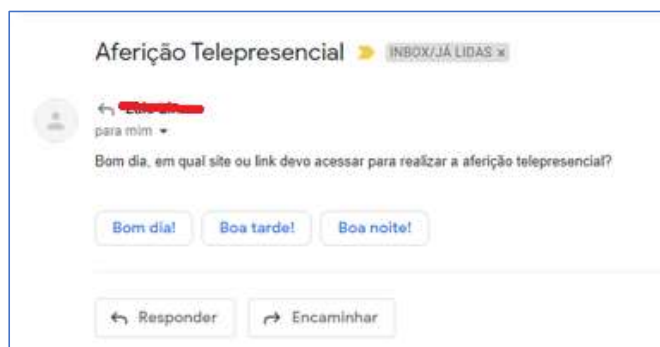 Aferição Telepresencial INBOX/JÁ LIDAS x
para mim
Bom dia, em qual site ou link devo acessar para realizar a aferição telepresencial?
Bom dia! Boa tarde! Boa noite!
Responder Encaminhar